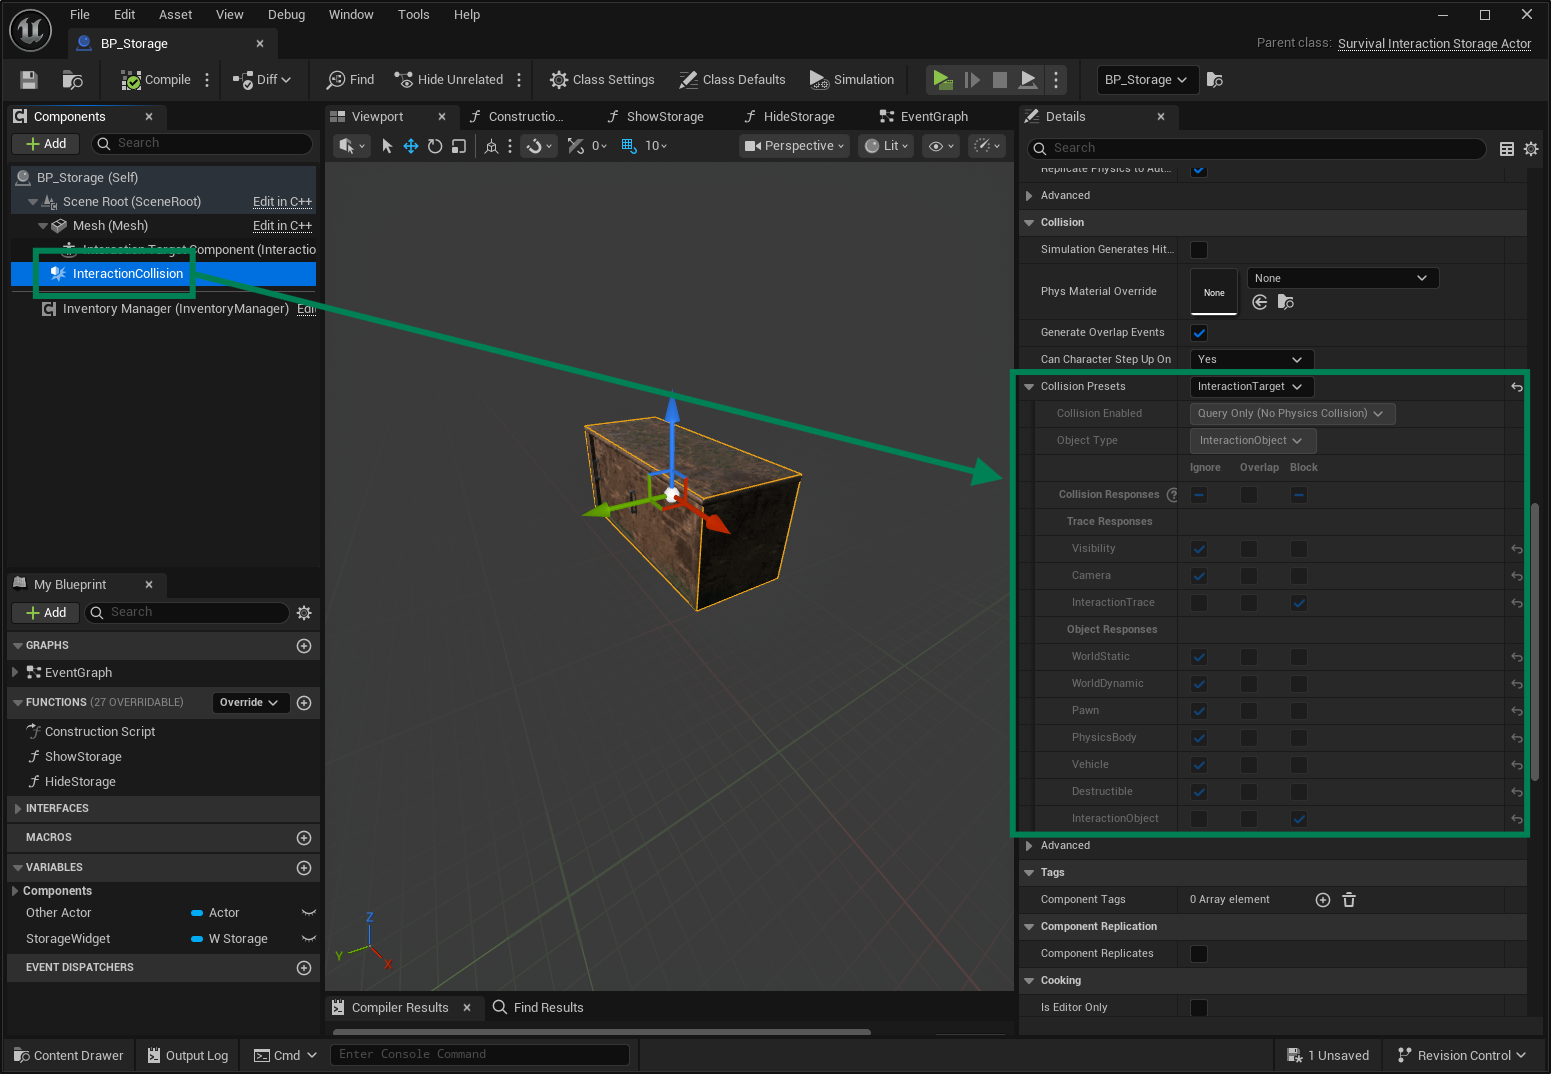 File Edit Asset View Debug Window Tools Help
BP_Storage
Parent class: Survival Interaction Storage Actor
Compile Diff Find Hide Unrelated Class Settings Class Defaults Simulation BP_Storage
Components
Add Search
BP_Storage (Self)
Scene Root (SceneRoot) Edit in C++
Mesh (Mesh) Edit in C++
Interaction Target Component (Interactio
InteractionCollision
Inventory Manager (InventoryManager) Edi
My Blueprint
Add Search
GRAPHS
EventGraph
FUNCTIONS (27 OVERRIDABLE) Override
Construction Script
ShowStorage
HideStorage
INTERFACES
MACROS
VARIABLES
Components
Other Actor Actor
StorageWidget W Storage
EVENT DISPATCHERS
Viewport Constructio... ShowStorage HideStorage EventGraph
0 10 Perspective Lit
Z
Y
X
Compiler Results Find Results
Details
Search
Replicate Physics to Aut...
Advanced
Collision
Simulation Generates Hit...
Phys Material Override None None
Generate Overlap Events
Can Character Step Up On Yes
Collision Presets InteractionTarget
Collision Enabled Query Only (No Physics Collision)
Object Type InteractionObject
Ignore Overlap Block
Collision Responses ?
Trace Responses
Visibility
Camera
InteractionTrace
Object Responses
WorldStatic
WorldDynamic
Pawn
PhysicsBody
Vehicle
Destructible
InteractionObject
Advanced
Tags
Component Tags 0 Array element
Component Replication
Component Replicates
Cooking
Is Editor Only
Content Drawer Output Log Cmd Enter Console Command 1 Unsaved Revision Control